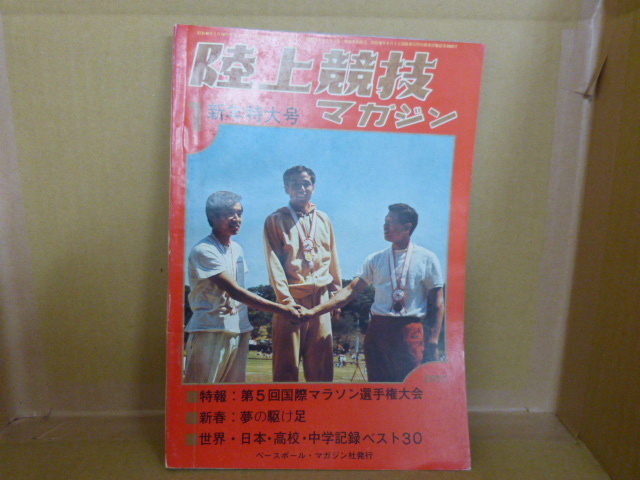 陸上競技
マガジン
新春特大号
特報:第5回国際マラソン選手権大会
新春:夢の駆け足
世界・日本・高校・中学記録ベスト30
ベースボール・マガジン社発行